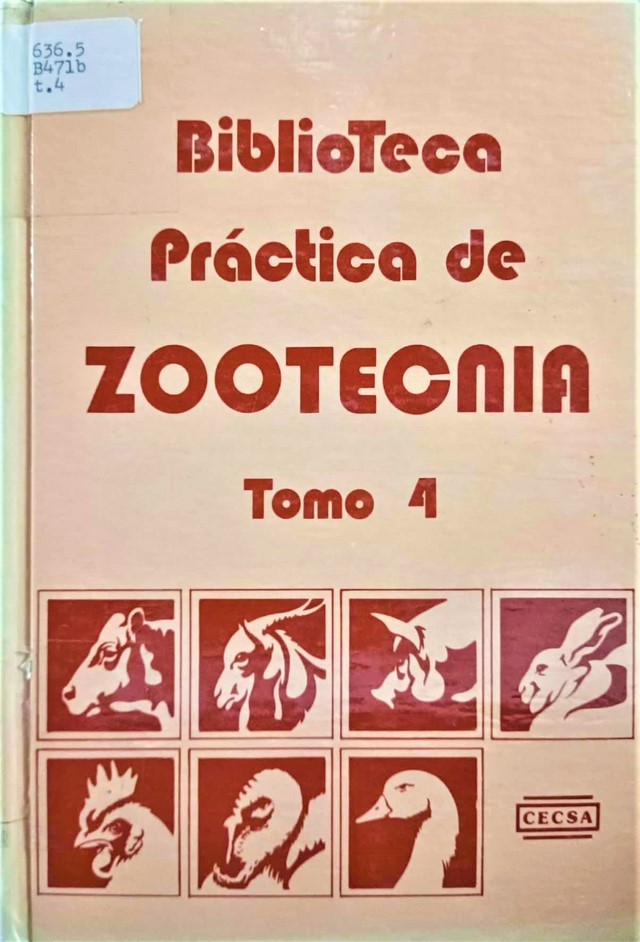 636.5
B471b
t.4
BiblioTeca
Práctica de
ZOOTECNIA
Tomo 4
CECSA